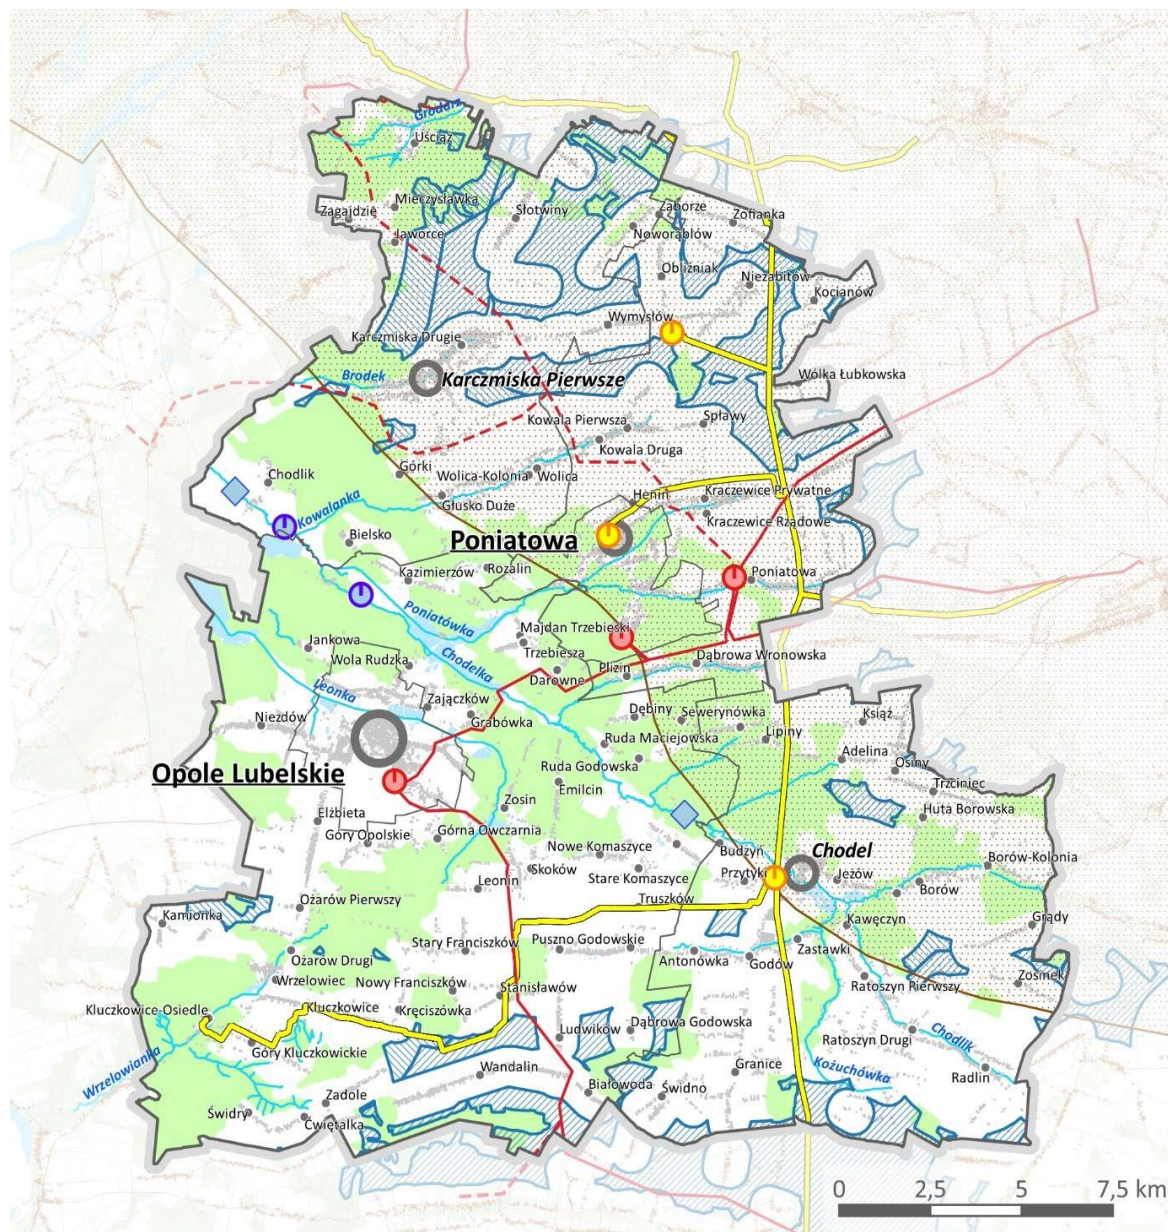 Grodarz
Uściąż
Mieczysławka
Zagajdzie
Słotwiny
Zaborze
Zofianka
Noworąblów
Jaworce
Obliźniak
Niezabitów
Kocianów
Wymysłów
Karczmiska Drugie
Brodek
Karczmiska Pierwsze
Wólka Łubkowska
Kowala Pierwsza
Spławy
Kowala Druga
Górki
Wolica-Kolonia
Wolica
Chodlik
Głusko Duże
Henin
Kraczewice Prywatne
Kowalanka
Kraczewice Rządowe
Bielsko
Poniatowa
Kazimierzów
Rozalin
Poniatowa
Poniatówka
Majdan Trzebieski
Jankowa
Trzebiesza
Wola Rudzka
Chodelka
Dąbrowa Wronowska
Darowne
Plizin
Leonka
Zajączków
Niezdów
Grabówka
Dębiny
Sewerynówka
Książ
Ruda Maciejowska
Lipiny
Adelina
Opole Lubelskie
Ruda Godowska
Osiny
Emilcin
Trzciniec
Zosin
Huta Borowska
Elżbieta
Góry Opolskie
Górna Owczarnia
Nowe Komaszyce
Budzyń
Chodel
Borów-Kolonia
Skoków
Stare Komaszyce
Przytyki
Jeżów
Leonin
Borów
Ożarów Pierwszy
Truszków
Kamionka
Kawęczyn
Grądy
Stary Franciszków
Puszno Godowskie
Zastawki
Ożarów Drugi
Antonówka
Godów
Wrzelowiec
Nowy Franciszków
Stanisławów
Ratoszyn Pierwszy
Zosinek
Kluczkowice-Osiedle
Kluczkowice
Kręciszówka
Ludwików
Dąbrowa Godowska
Ratoszyn Drugi
Chodlik
Góry Kluczkowickie
Wrzelowianka
Wandalin
Granice
Kożuchówka
Radlin
Białowoda
Świdno
Zadole
Świdry
Ćwiętalka
0 2,5 5 7,5 km